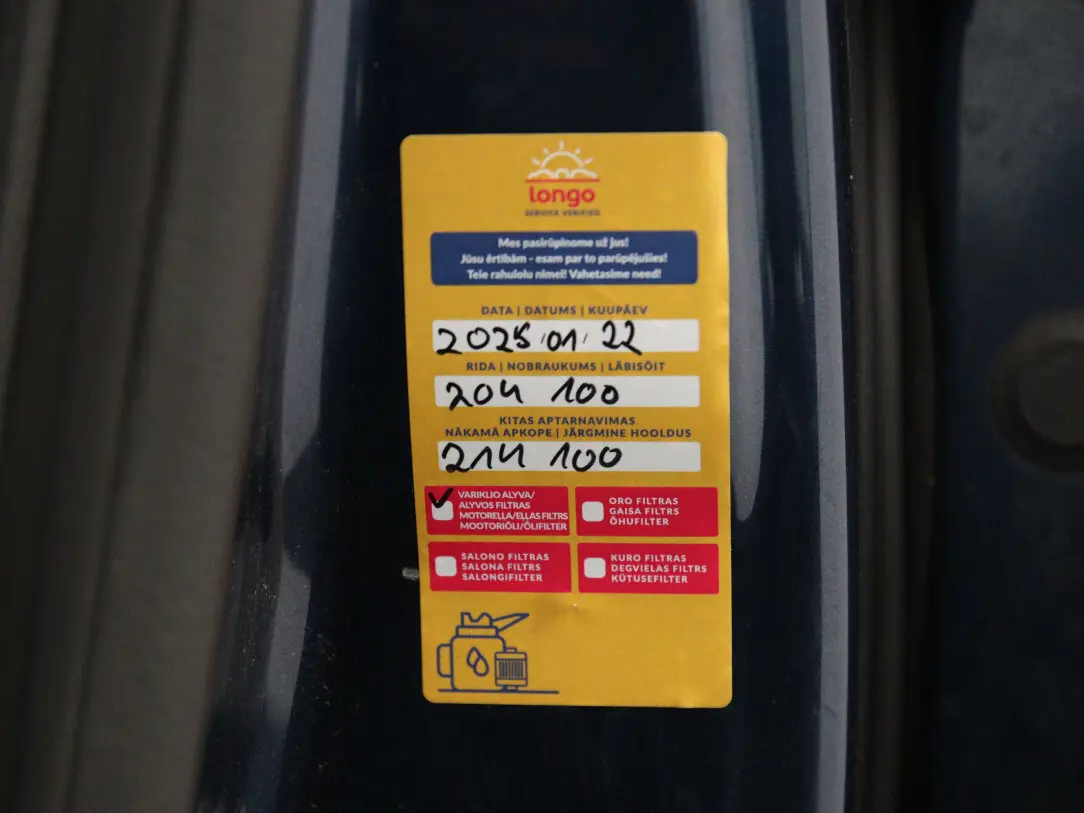 longo
SERVICE VERIFIED
Mes pasirūpinome už jus!
Jūsu ērtībām - esam par to parūpējušies!
Teie rahulolu nimel! Vahetasime need!
DATA | DATUMS | KUUPÄEV
2025 01 22
RIDA | NOBRAUKUMS | LÄBISÕIT
204 100
KITAS APTARNAVIMAS
NĀKAMĀ APKOPE | JÄRGMINE HOOLDUS
214 100
VARIKLIO ALYVA/
ALYVOS FILTRAS
MOTOREĻĻA/EĻĻAS FILTRS
MOOTORIÕLI/ÕLIFILTER
ORO FILTRAS
GAISA FILTRS
ÕHUFILTER
SALONO FILTRAS
SALONA FILTRS
SALONGIFILTER
KURO FILTRAS
DEGVIELAS FILTRS
KÜTUSEFILTER